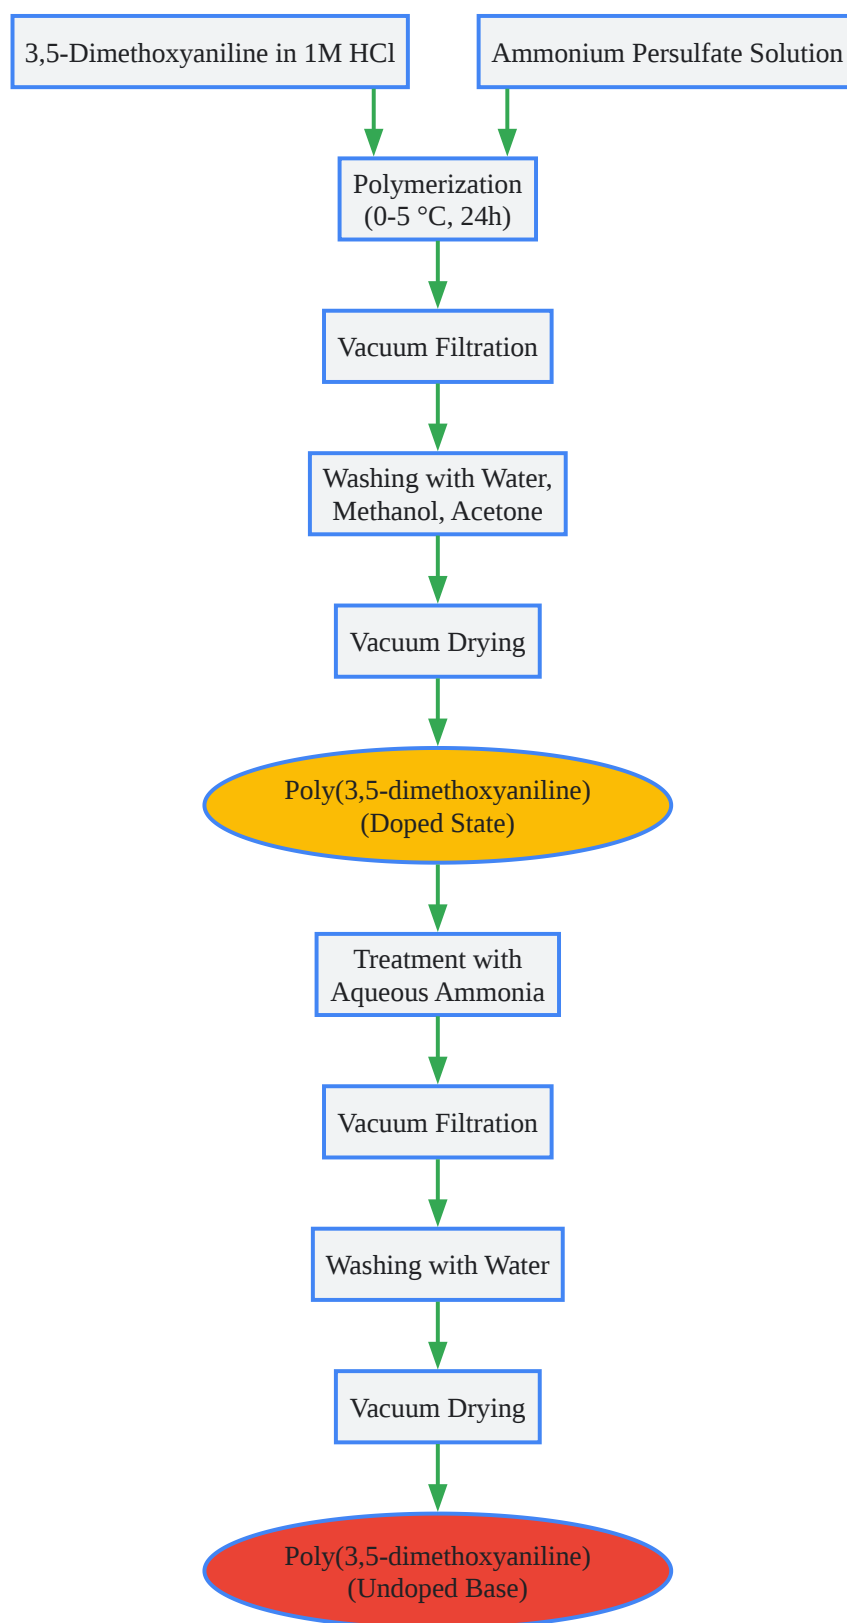 3,5-Dimethoxyaniline in 1M HCl
Ammonium Persulfate Solution
Polymerization
(0-5 °C, 24h)
Vacuum Filtration
Washing with Water,
Methanol, Acetone
Vacuum Drying
Poly(3,5-dimethoxyaniline)
(Doped State)
Treatment with
Aqueous Ammonia
Vacuum Filtration
Washing with Water
Vacuum Drying
Poly(3,5-dimethoxyaniline)
(Undoped Base)